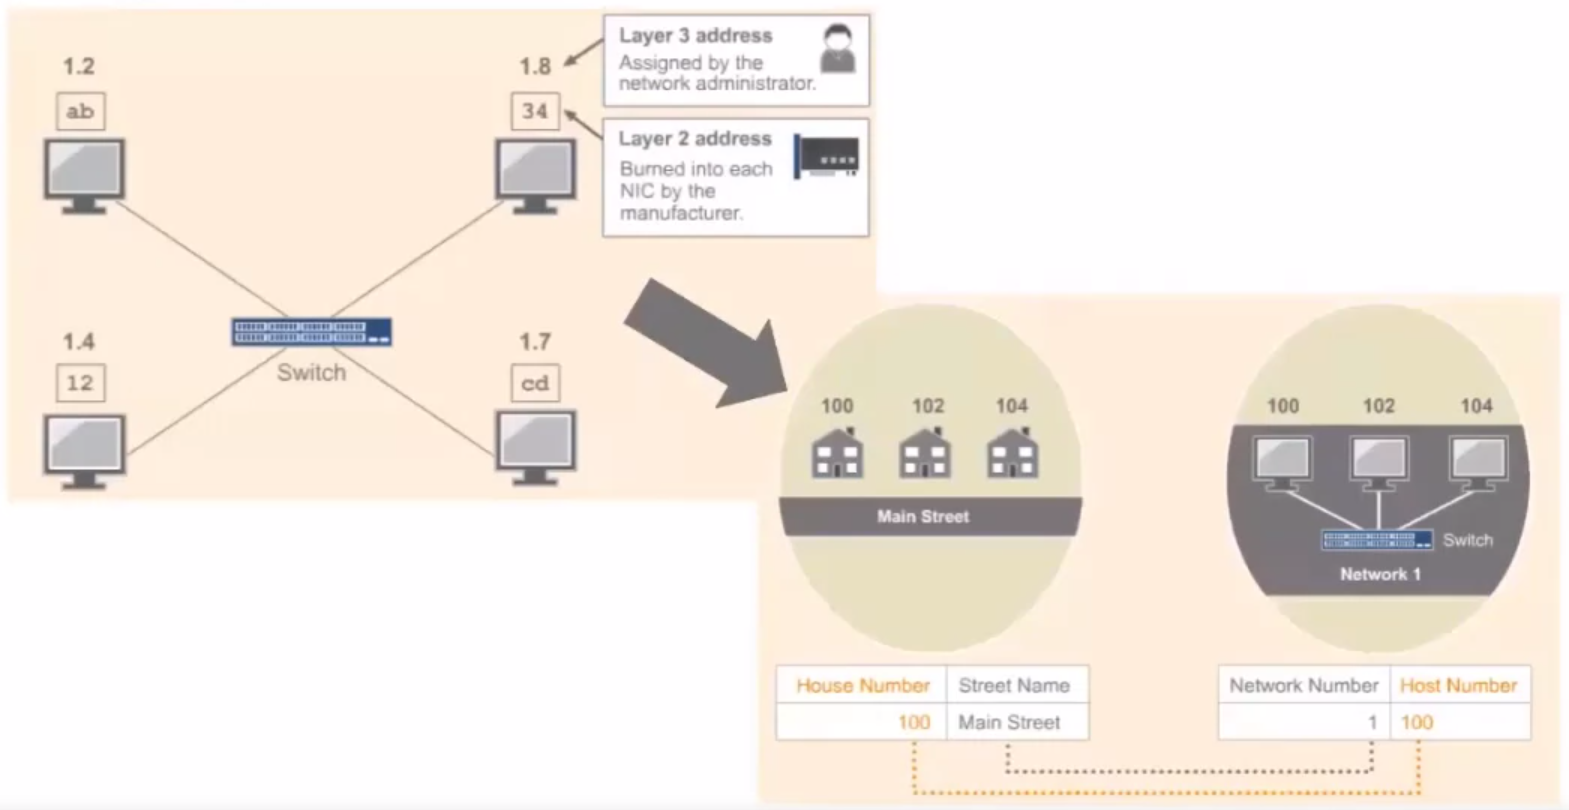 1.2
ab
1.8
34
Layer 3 address
Assigned by the
network administrator.
Layer 2 address
Burned into each
NIC by the
manufacturer.
Switch
1.4
12
1.7
cd
100 102 104
Main Street
100 102 104
Switch
Network 1
House Number Street Name
100 Main Street
Network Number Host Number
1 100